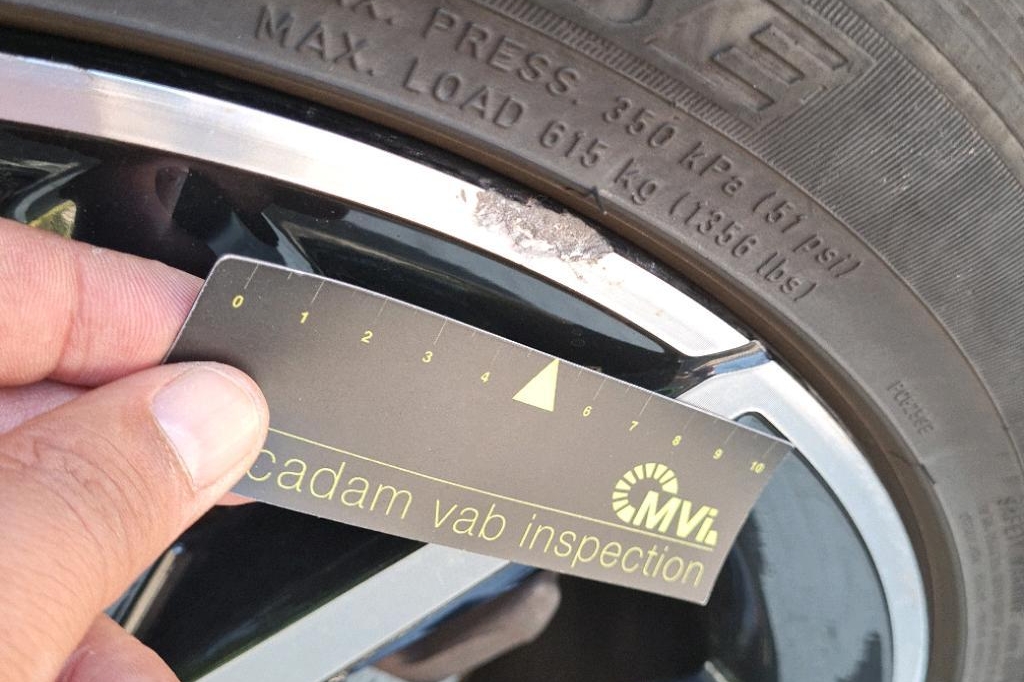 PRESS. 350 kPa (51 psi)
MAX. LOAD 615 kg (1356 lbs)
0 1 2 3 4 6 7 8 9 10
MVi
cadam vab inspection